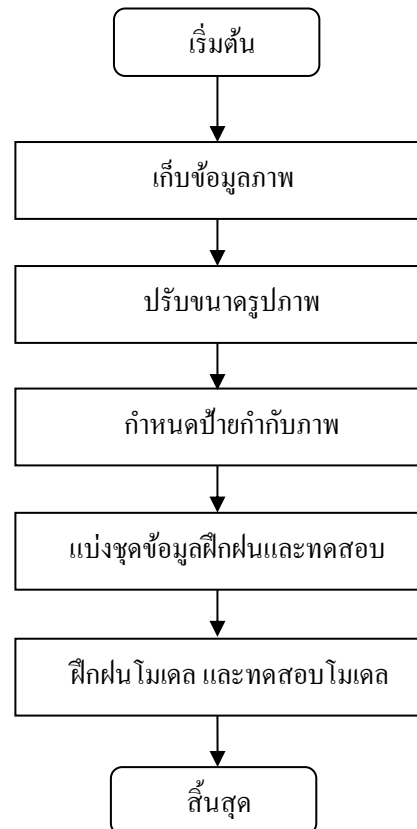 เริ่มต้น
เก็บข้อมูลภาพ
ปรับขนาดรูปภาพ
กำหนดป้ายกำกับภาพ
แบ่งชุดข้อมูลฝึกฝนและทดสอบ
ฝึกฝนโมเดล และทดสอบโมเดล
สิ้นสุด